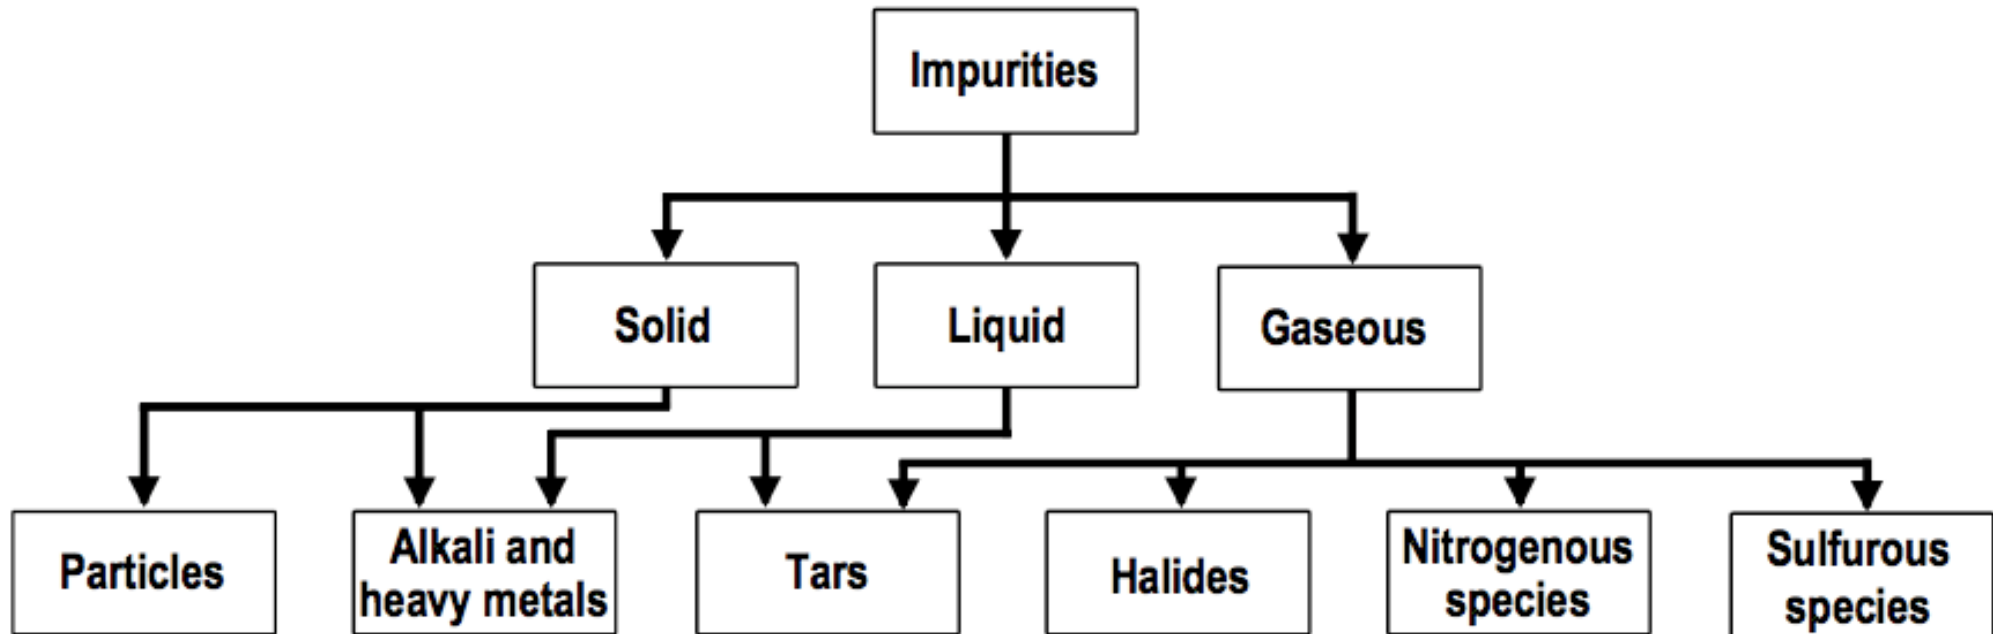 Impurities
Solid
Liquid
Gaseous
Particles
Alkali and
heavy metals
Tars
Halides
Nitrogenous
species
Sulfurous
species